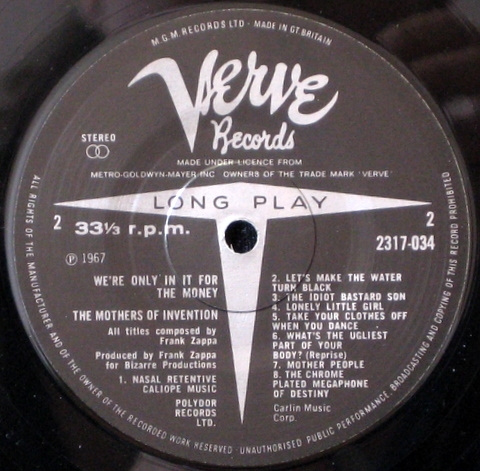 M.G.M. RECORDS LTD · MADE IN GT BRITAIN
Verve
Records
STEREO
MADE UNDER LICENCE FROM
METRO-GOLDWYN-MAYER INC OWNERS OF THE TRADE MARK 'VERVE'
LONG PLAY
2
33⅓ r.p.m.
2
2317-034
Ⓟ 1967
WE'RE ONLY IN IT FOR
THE MONEY
THE MOTHERS OF INVENTION
All titles composed by
Frank Zappa
Produced by Frank Zappa
for Bizarre Productions
1. NASAL RETENTIVE
CALIOPE MUSIC
POLYDOR
RECORDS
LTD.
2. LET'S MAKE THE WATER
TURN BLACK
3. THE IDIOT BASTARD SON
4. LONELY LITTLE GIRL
5. TAKE YOUR CLOTHES OFF
WHEN YOU DANCE
6. WHAT'S THE UGLIEST
PART OF YOUR
BODY? (Reprise)
7. MOTHER PEOPLE
8. THE CHROME
PLATED MEGAPHONE
OF DESTINY
Carlin Music
Corp.
ALL RIGHTS OF THE MANUFACTURER AND OF THE OWNER OF THE RECORDED WORK RESERVED · UNAUTHORISED PUBLIC PERFORMANCE, BROADCASTING AND COPYING OF THIS RECORD PROHIBITED